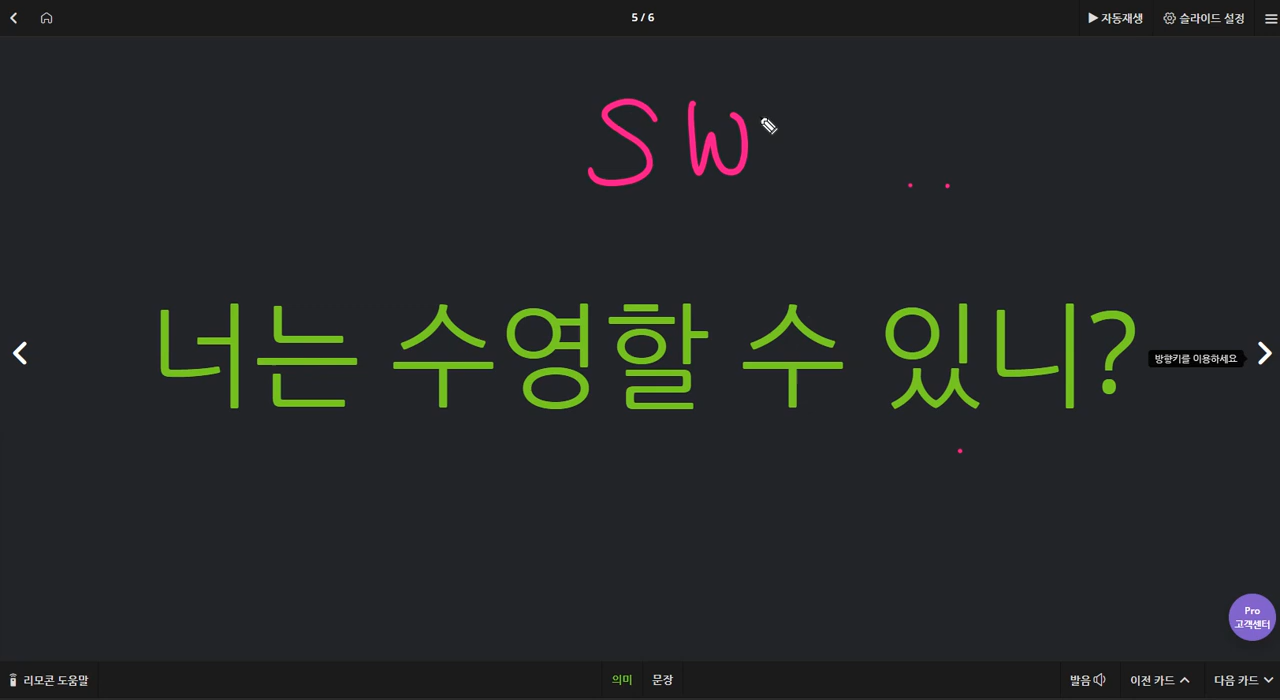 5 / 6
자동재생
슬라이드 설정
SW
너는 수영할 수 있니?
방향키를 이용하세요
Pro
고객센터
리모콘 도움말
의미
문장
발음
이전 카드
다음 카드